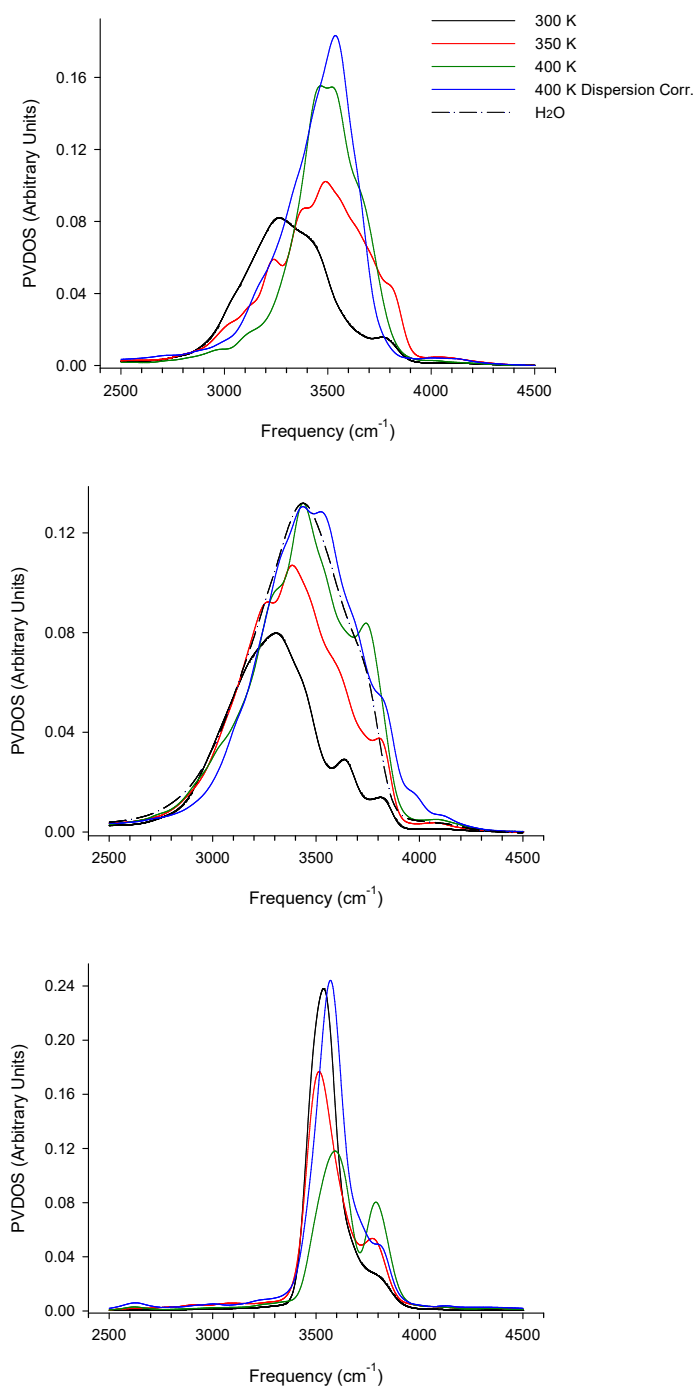 300 K
350 K
400 K
400 K Dispersion Corr.
H2O
PVDOS (Arbitrary Units)
0.16
0.12
0.08
0.04
0.00
2500 3000 3500 4000 4500
Frequency (cm-1)
PVDOS (Arbitrary Units)
0.12
0.08
0.04
0.00
2500 3000 3500 4000 4500
Frequency (cm-1)
PVDOS (Arbitrary Units)
0.24
0.20
0.16
0.12
0.08
0.04
0.00
2500 3000 3500 4000 4500
Frequency (cm-1)